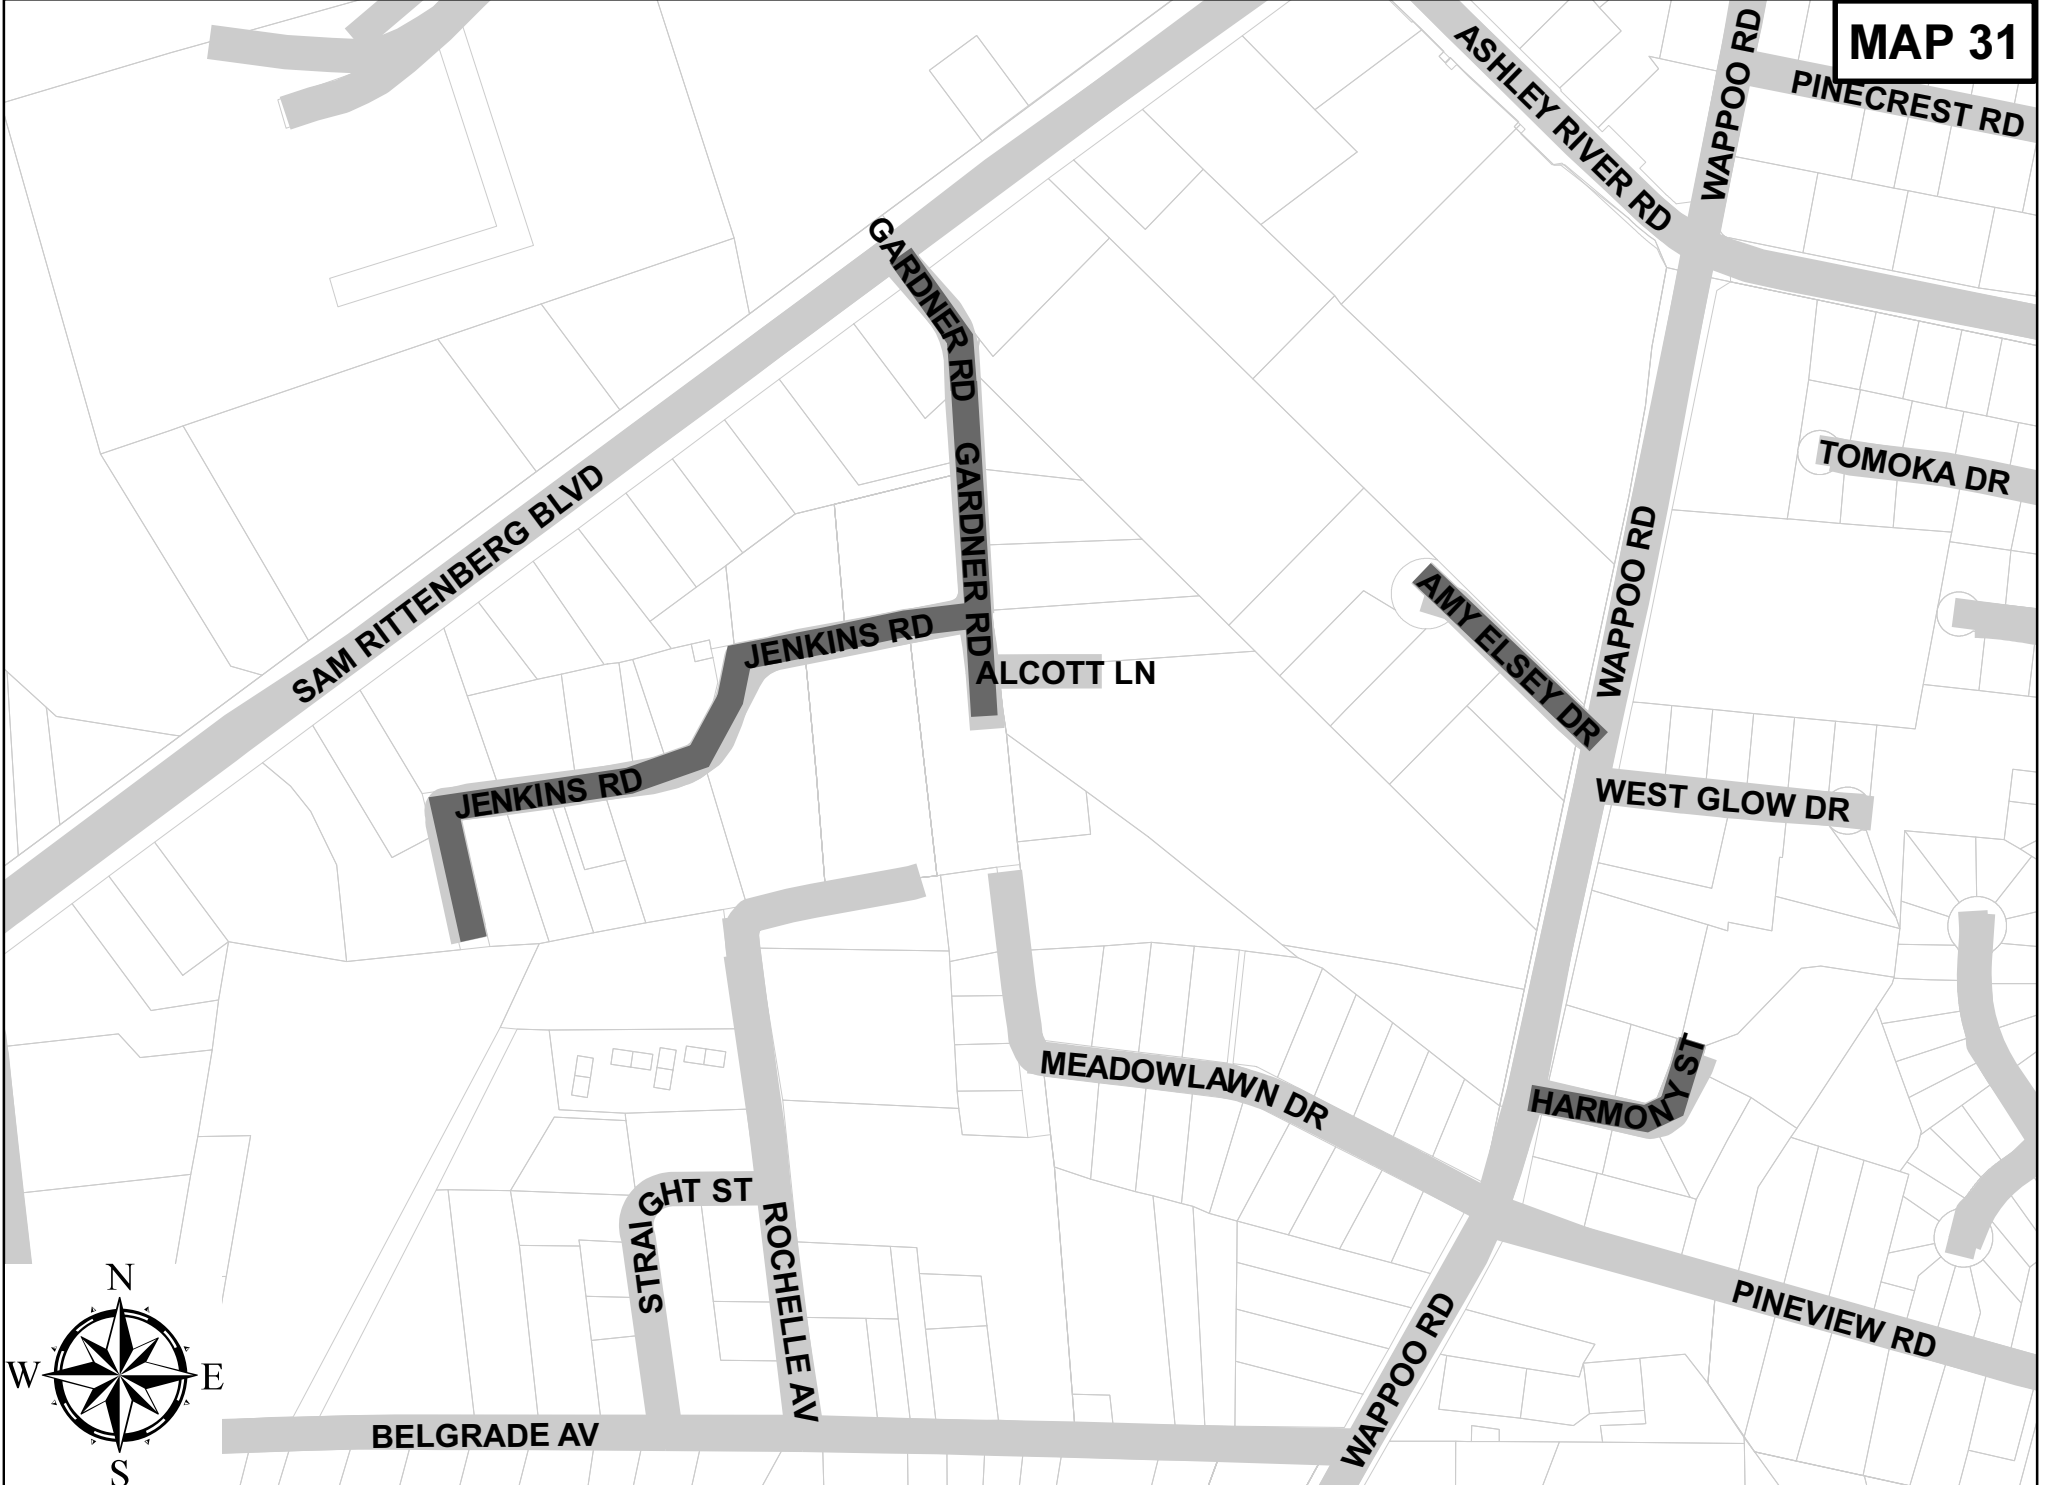 MAP 31
WAPPOO RD
ASHLEY RIVER RD
PINECREST RD
GARDNER RD
TOMOKA DR
GARDNER RD
SAM RITTENBERG BLVD
WAPPOO RD
AMY ELSEY DR
JENKINS RD
ALCOTT LN
JENKINS RD
WEST GLOW DR
MEADOWLAWN DR
HARMONY ST
STRAIGHT ST
ROCHELLE AV
PINEVIEW RD
WAPPOO RD
BELGRADE AV
N
W
E
S